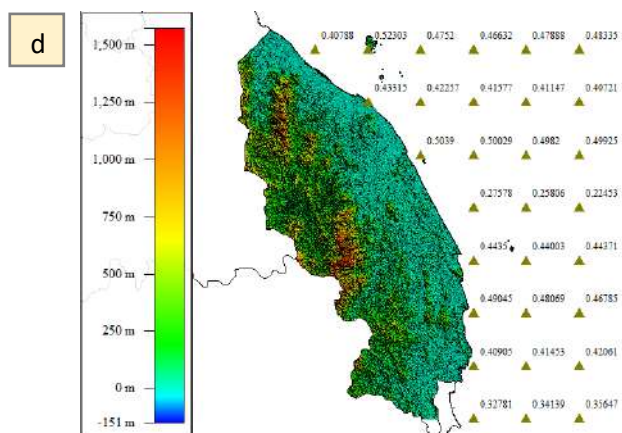 d
1,500 m
1,250 m
1,000 m
750 m
500 m
250 m
0 m
-151 m
0.40788 0.52303 0.4752 0.46632 0.47888 0.48335
0.43315 0.42257 0.41577 0.41147 0.40721
0.5039 0.50029 0.4982 0.49925
0.27578 0.25806 0.22453
0.4435 0.44003 0.44371
0.49045 0.48069 0.46785
0.40905 0.41453 0.42061
0.32781 0.34139 0.35647